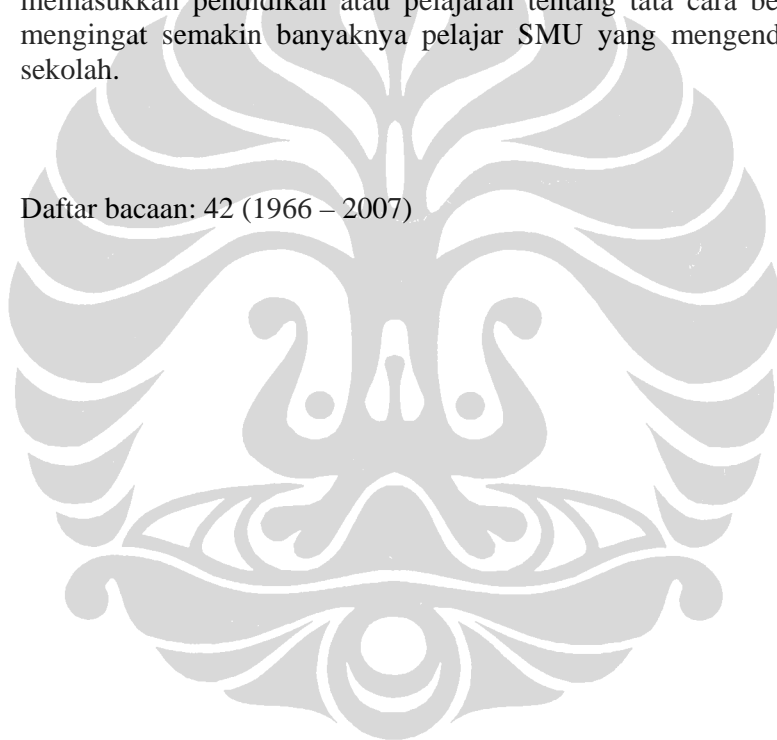 memasukkan pendidikan atau pelajaran tentang tata cara be
mengingat semakin banyaknya pelajar SMU yang mengend
sekolah.
Daftar bacaan: 42 (1966 – 2007)